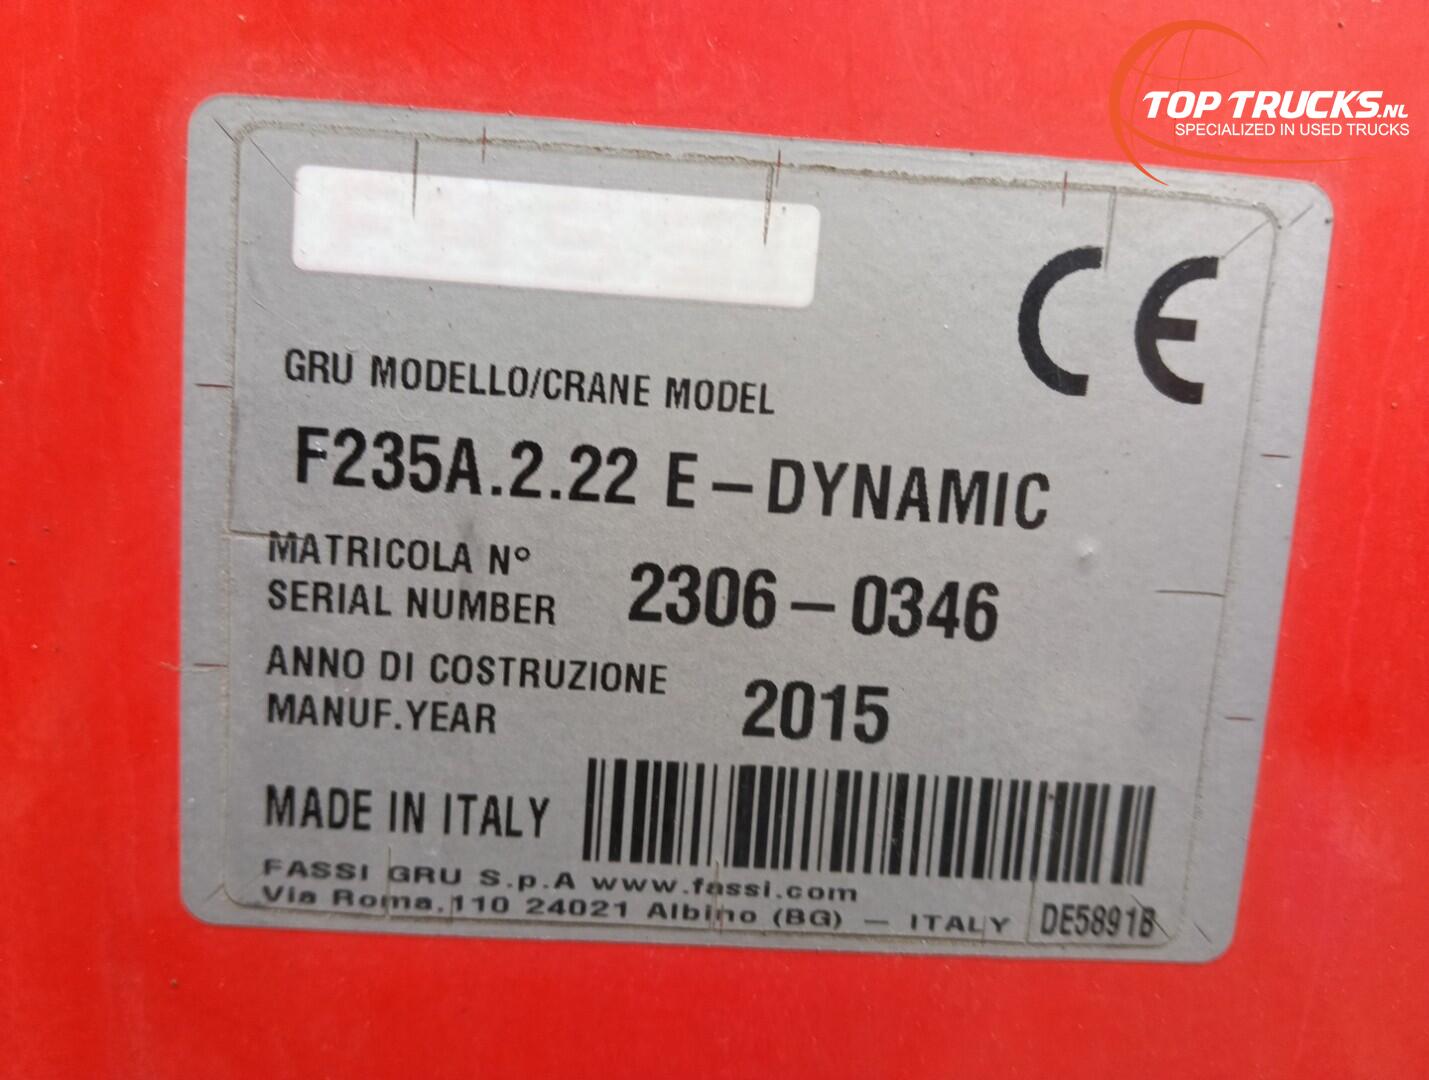 TOP TRUCKS.NL
SPECIALIZED IN USED TRUCKS
CE
GRU MODELLO/CRANE MODEL
F235A.2.22 E-DYNAMIC
MATRICOLA N°
SERIAL NUMBER 2306-0346
ANNO DI COSTRUZIONE
MANUF.YEAR 2015
MADE IN ITALY
FASSI GRU S.p.A www.fassi.com
Via Roma,110 24021 Albino (BG) - ITALY DE5891B